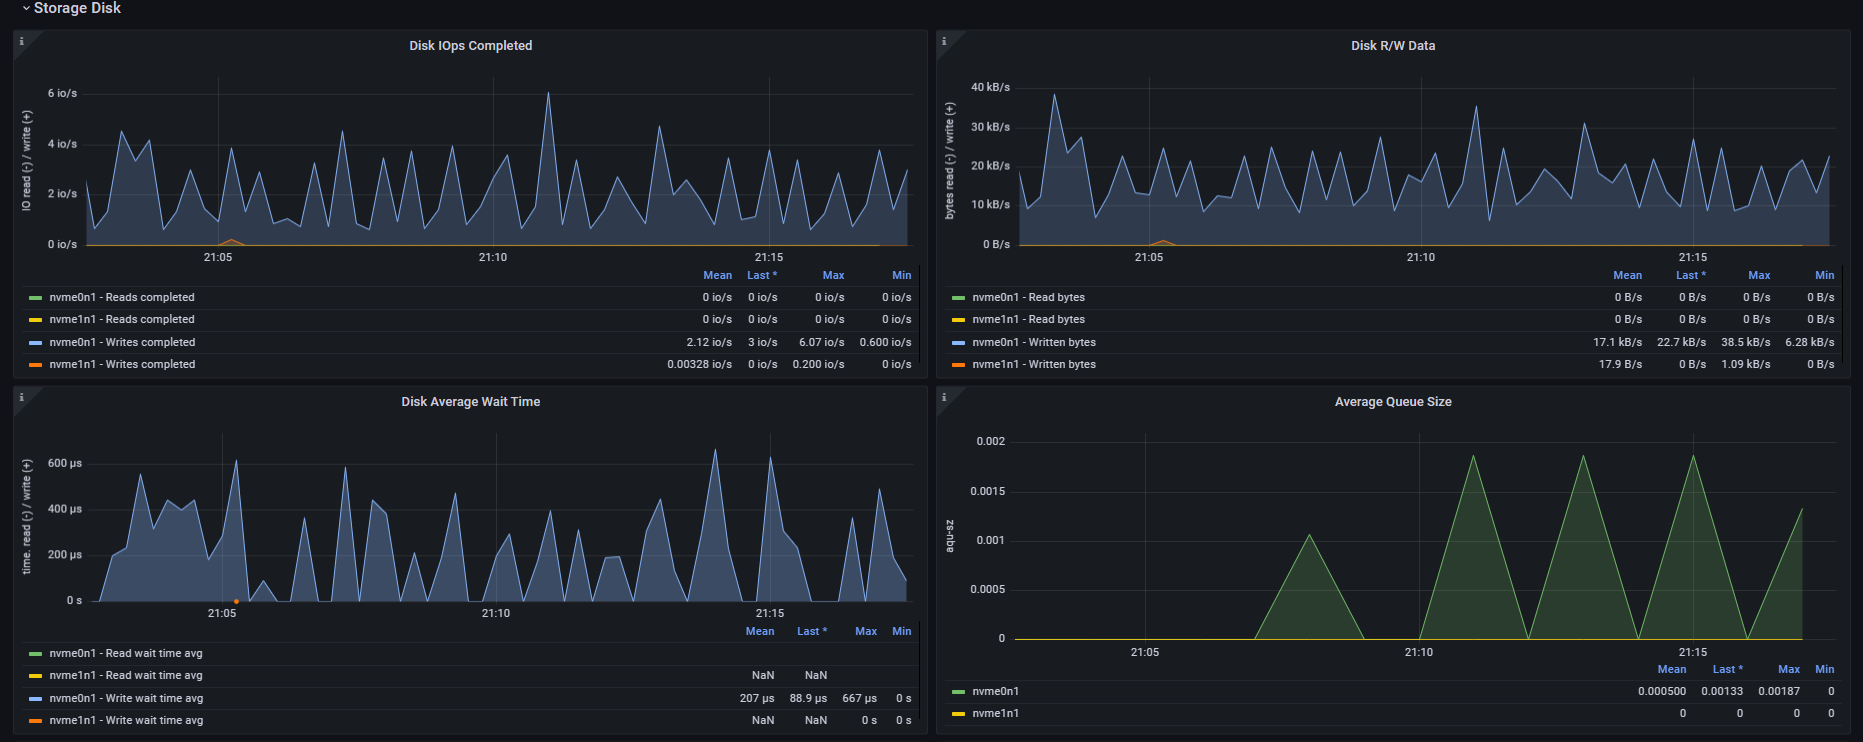 Storage Disk
i
Disk IOps Completed
IO read (-) / write (+)
6 io/s
4 io/s
2 io/s
0 io/s
21:05 21:10 21:15
Mean Last * Max Min
nvme0n1 - Reads completed 0 io/s 0 io/s 0 io/s 0 io/s
nvme1n1 - Reads completed 0 io/s 0 io/s 0 io/s 0 io/s
nvme0n1 - Writes completed 2.12 io/s 3 io/s 6.07 io/s 0.600 io/s
nvme1n1 - Writes completed 0.00328 io/s 0 io/s 0.200 io/s 0 io/s
i
Disk R/W Data
bytes read (-) / write (+)
40 kB/s
30 kB/s
20 kB/s
10 kB/s
0 B/s
21:05 21:10 21:15
Mean Last * Max Min
nvme0n1 - Read bytes 0 B/s 0 B/s 0 B/s 0 B/s
nvme1n1 - Read bytes 0 B/s 0 B/s 0 B/s 0 B/s
nvme0n1 - Written bytes 17.1 kB/s 22.7 kB/s 38.5 kB/s 6.28 kB/s
nvme1n1 - Written bytes 17.9 B/s 0 B/s 1.09 kB/s 0 B/s
i
Disk Average Wait Time
time. read (-) / write (+)
600 µs
400 µs
200 µs
0 s
21:05 21:10 21:15
Mean Last * Max Min
nvme0n1 - Read wait time avg
nvme1n1 - Read wait time avg NaN NaN
nvme0n1 - Write wait time avg 207 µs 88.9 µs 667 µs 0 s
nvme1n1 - Write wait time avg NaN NaN 0 s 0 s
i
Average Queue Size
aqu-sz
0.002
0.0015
0.001
0.0005
0
21:05 21:10 21:15
Mean Last * Max Min
nvme0n1 0.000500 0.00133 0.00187 0
nvme1n1 0 0 0 0